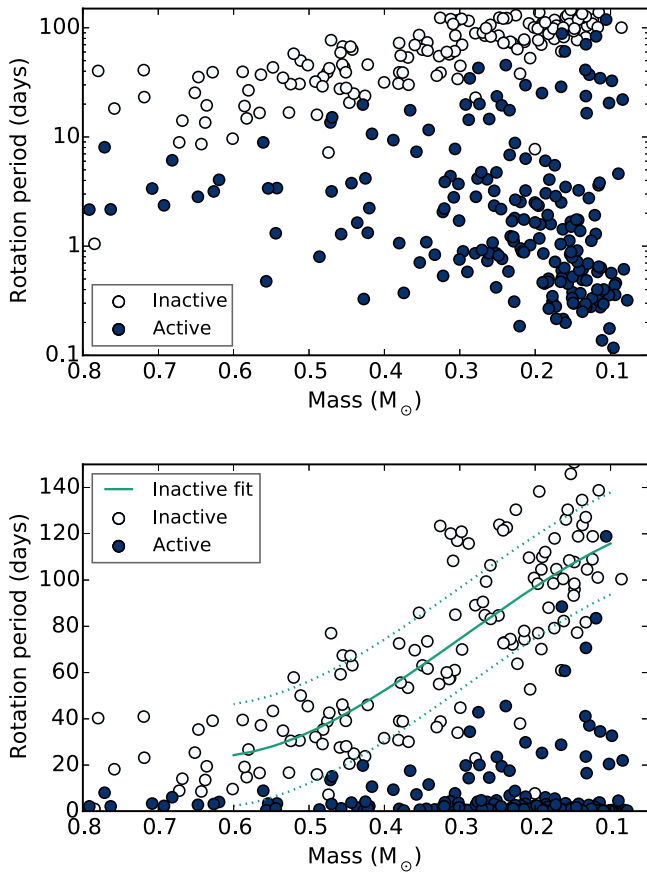 100
10
1
0.1
Rotation period (days)
Inactive
Active
0.8 0.7 0.6 0.5 0.4 0.3 0.2 0.1
Mass (M⊙)
140
120
100
80
60
40
20
0
Rotation period (days)
Inactive fit
Inactive
Active
0.8 0.7 0.6 0.5 0.4 0.3 0.2 0.1
Mass (M⊙)